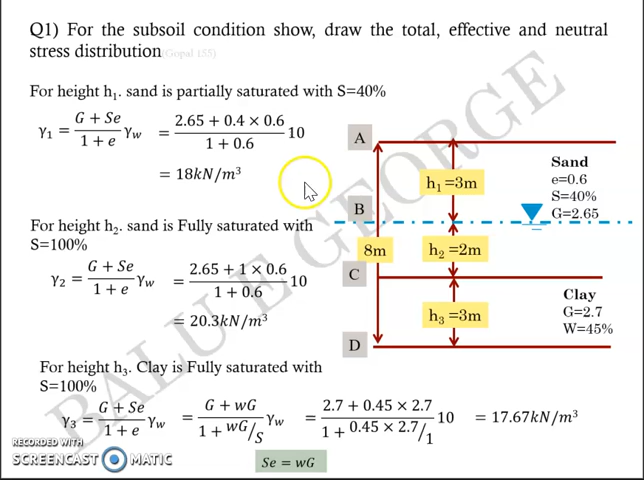 Q1) For the subsoil condition show, draw the total, effective and neutral
stress distribution (Gopal 155)
For height h₁. sand is partially saturated with S=40%
γ₁ = (G + Se)/(1 + e) γw = (2.65 + 0.4 × 0.6)/(1 + 0.6) 10
= 18kN/m³
For height h₂. sand is Fully saturated with
S=100%
γ₂ = (G + Se)/(1 + e) γw = (2.65 + 1 × 0.6)/(1 + 0.6) 10
= 20.3kN/m³
For height h₃. Clay is Fully saturated with
S=100%
γ₃ = (G + Se)/(1 + e) γw = (G + wG)/(1 + wG/S) γw = (2.7 + 0.45 × 2.7)/(1 + 0.45 × 2.7/1) 10 = 17.67kN/m³
Se = wG
A
B
C
D
8m
h₁ =3m
h₂ =2m
h₃ =3m
Sand
e=0.6
S=40%
G=2.65
Clay
G=2.7
W=45%
BALU E GEORGE
RECORDED WITH
SCREENCAST MATIC